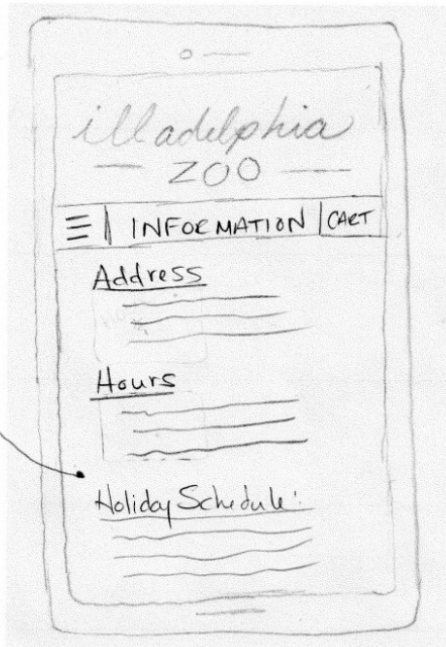 illadelphia
ZOO
INFORMATION CART
Address
Hours
Holiday Schedule: